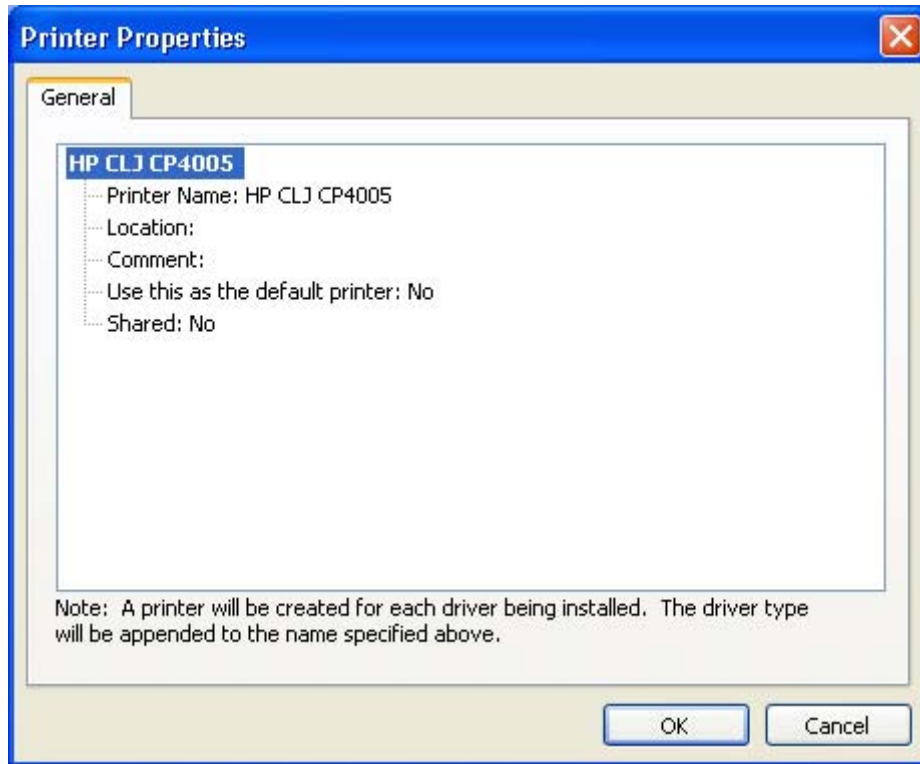 Printer Properties
General
HP CLJ CP4005
Printer Name: HP CLJ CP4005
Location:
Comment:
Use this as the default printer: No
Shared: No
Note:  A printer will be created for each driver being installed.  The driver type
will be appended to the name specified above.
OK
Cancel